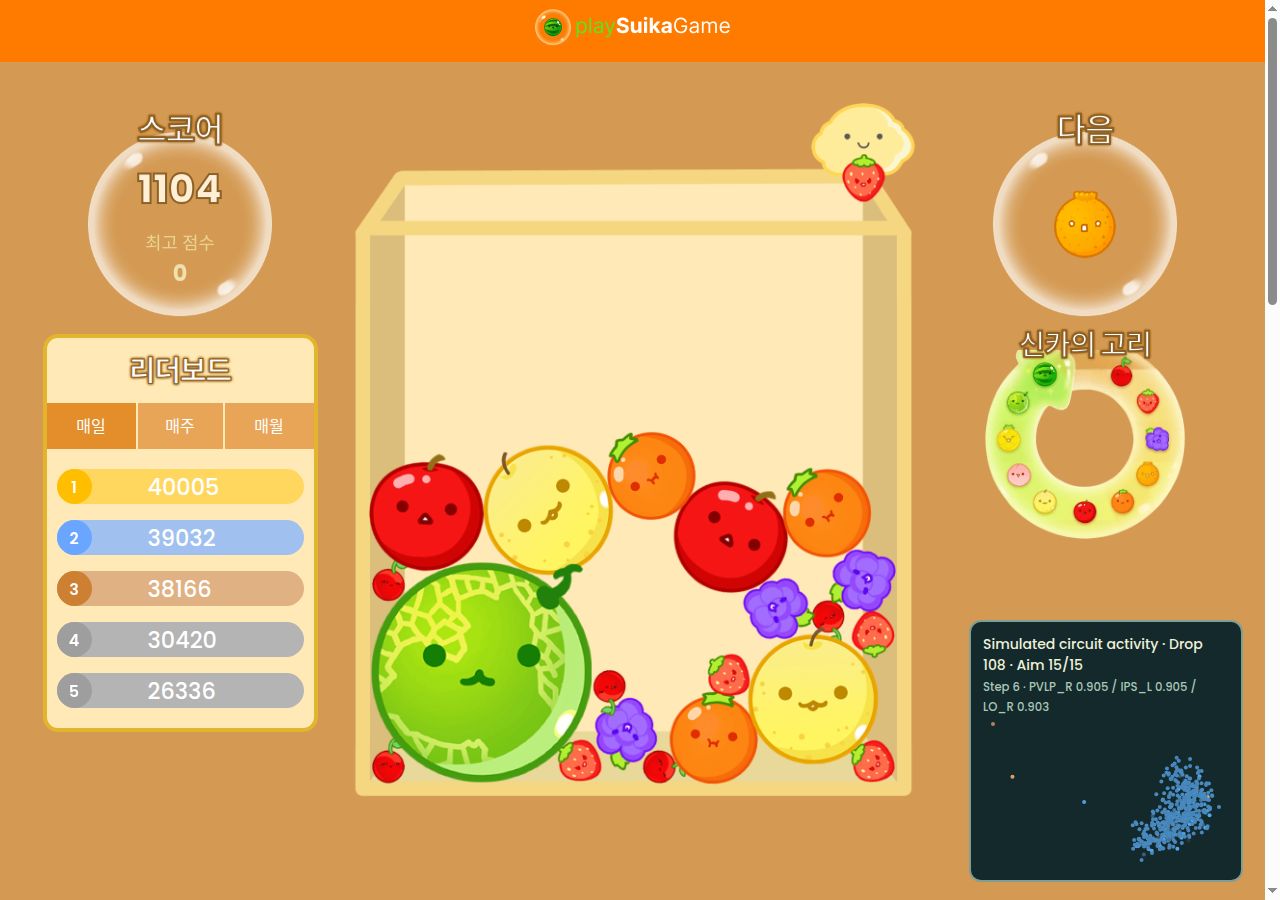 playSuikaGame
스코어
1104
최고 점수
0
다음
리더보드
매일 매주 매월
1 40005
2 39032
3 38166
4 30420
5 26336
신카의 고리
Simulated circuit activity · Drop
108 · Aim 15/15
Step 6 · PVLP_R 0.905 / IPS_L 0.905 /
LO_R 0.903